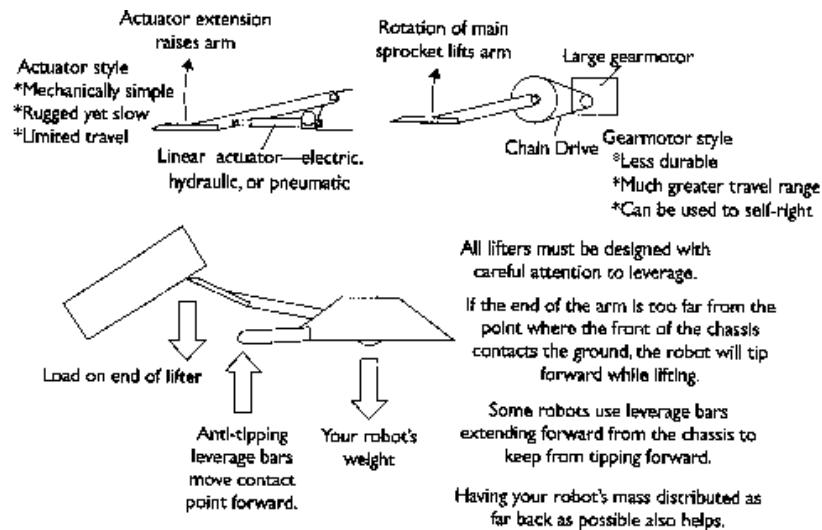 Actuator extension
raises arm
Actuator style
*Mechanically simple
*Rugged yet slow
*Limited travel
Linear actuator—electric,
hydraulic, or pneumatic
Rotation of main
sprocket lifts arm
Large gearmotor
Chain Drive
Gearmotor style
*Less durable
*Much greater travel range
*Can be used to self-right
All lifters must be designed with
careful attention to leverage.
If the end of the arm is too far from the
point where the front of the chassis
contacts the ground, the robot will tip
forward while lifting.
Some robots use leverage bars
extending forward from the chassis to
keep from tipping forward.
Having your robot's mass distributed as
far back as possible also helps.
Load on end of lifter
Anti-tipping
leverage bars
move contact
point forward.
Your robot's
weight